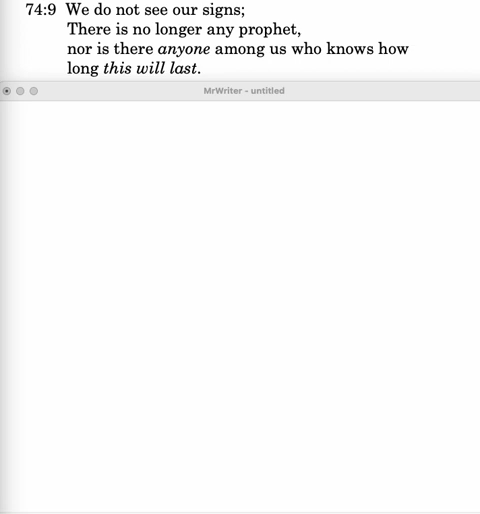 74:9 We do not see our signs;
There is no longer any prophet,
nor is there anyone among us who knows how
long this will last.
MrWriter - untitled